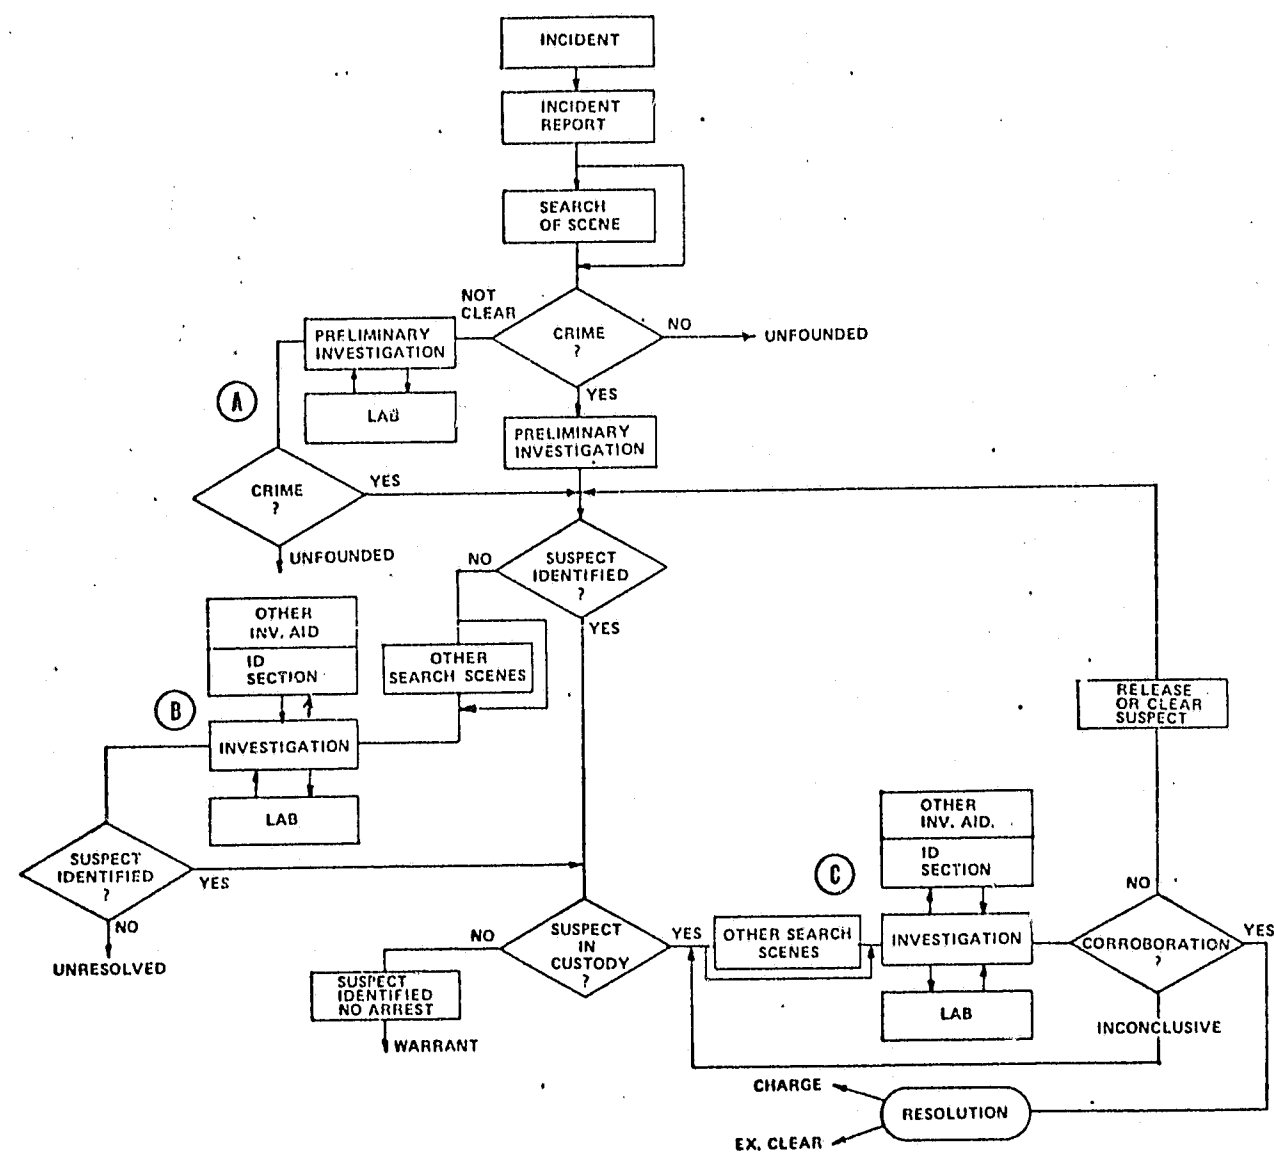 INCIDENT
INCIDENT
REPORT
SEARCH
OF SCENE
NOT
CLEAR
PRELIMINARY
INVESTIGATION
CRIME
?
NO
UNFOUNDED
A
LAB
YES
PRELIMINARY
INVESTIGATION
CRIME
?
YES
UNFOUNDED
NO
SUSPECT
IDENTIFIED
?
YES
OTHER
INV. AID
ID
SECTION
OTHER
SEARCH SCENES
B
INVESTIGATION
LAB
RELEASE
OR CLEAR
SUSPECT
SUSPECT
IDENTIFIED
?
YES
NO
UNRESOLVED
NO
SUSPECT
IN
CUSTODY
?
YES
SUSPECT
IDENTIFIED
NO ARREST
WARRANT
OTHER SEARCH
SCENES
C
OTHER
INV. AID.
ID
SECTION
INVESTIGATION
LAB
NO
CORROBORATION
?
YES
INCONCLUSIVE
CHARGE
RESOLUTION
EX. CLEAR